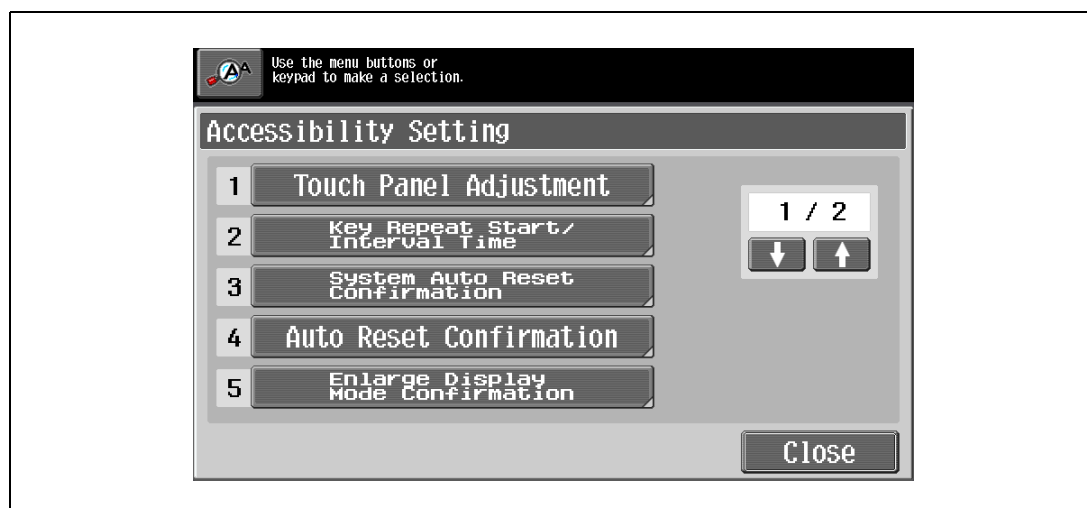 Use the menu buttons or
keypad to make a selection.
Accessibility Setting
1 Touch Panel Adjustment
2 Key Repeat Start/
Interval Time
3 System Auto Reset
Confirmation
4 Auto Reset Confirmation
5 Enlarge Display
Mode Confirmation
1 / 2
Close